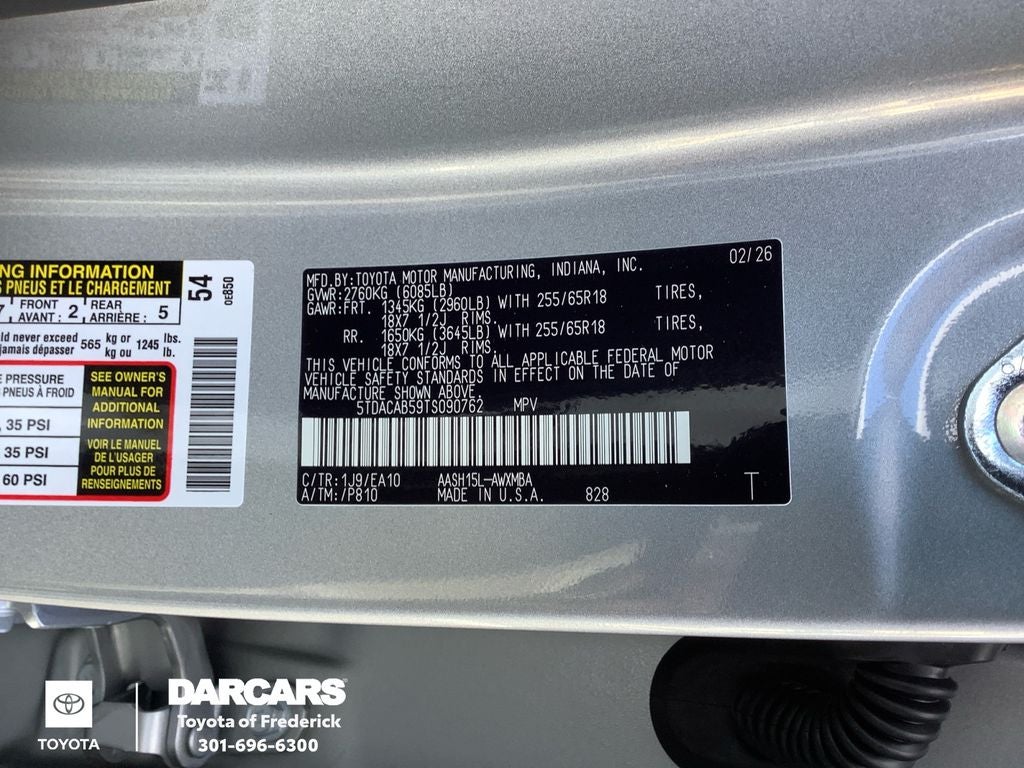 NG INFORMATION
S PNEUS ET LE CHARGEMENT
7 FRONT AVANT : 2 REAR ARRIÈRE : 5
uld never exceed 565 kg or 1245 lbs.
jamais dépasser kg ou lb.
E PRESSURE
PNEUS À FROID
, 35 PSI
, 35 PSI
60 PSI
SEE OWNER'S
MANUAL FOR
ADDITIONAL
INFORMATION
VOIR LE MANUEL
POUR PLUS DE
RENSEIGNEMENTS
54
0E850
MFD.BY:TOYOTA MOTOR MANUFACTURING, INDIANA, INC. 02/26
GVWR:2760KG (6085LB)
GAWR:FRT. 1345KG (2960LB) WITH 255/65R18 TIRES,
18X7 1/2J RIMS.
RR. 1650KG (3645LB) WITH 255/65R18 TIRES,
18X7 1/2J RIMS.
THIS VEHICLE CONFORMS TO ALL APPLICABLE FEDERAL MOTOR
VEHICLE SAFETY STANDARDS IN EFFECT ON THE DATE OF
MANUFACTURE SHOWN ABOVE.
5TDACAB59TS090762 MPV
C/TR:1J9/EA10 AASH15L-AWXMBA
A/TM:/P810 MADE IN U.S.A. 828 T
TOYOTA
DARCARS
Toyota of Frederick
301-696-6300